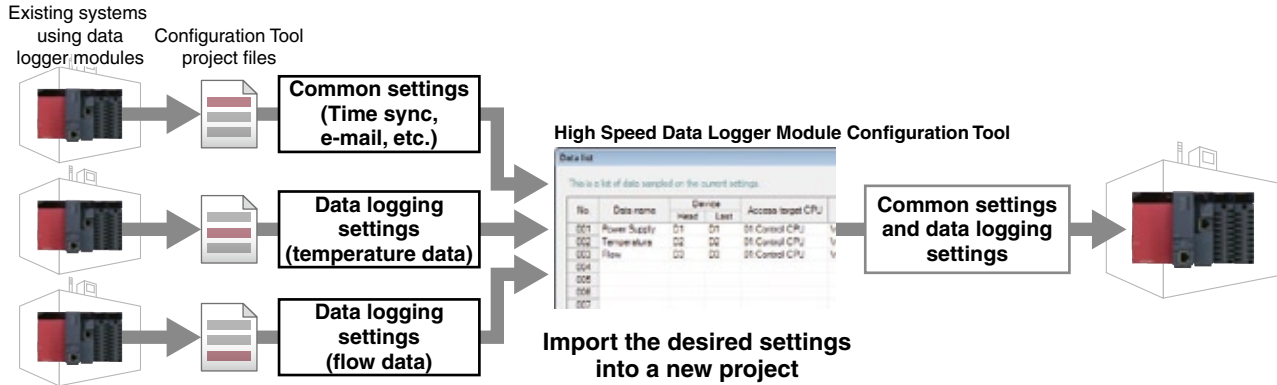 Existing systems
using data
logger modules
Configuration Tool
project files
Common settings
(Time sync,
e-mail, etc.)
Data logging
settings
(temperature data)
Data logging
settings
(flow data)
High Speed Data Logger Module Configuration Tool
Data list
This is a list of data sampled on the current settings.
No. Data name Device Access target CPU
Head Last
001 Power Supply D1 D1 01:Control CPU
002 Temperature D2 D2 01:Control CPU
003 Flow D3 D3 01:Control CPU
004
005
006
007
Import the desired settings
into a new project
Common settings
and data logging
settings